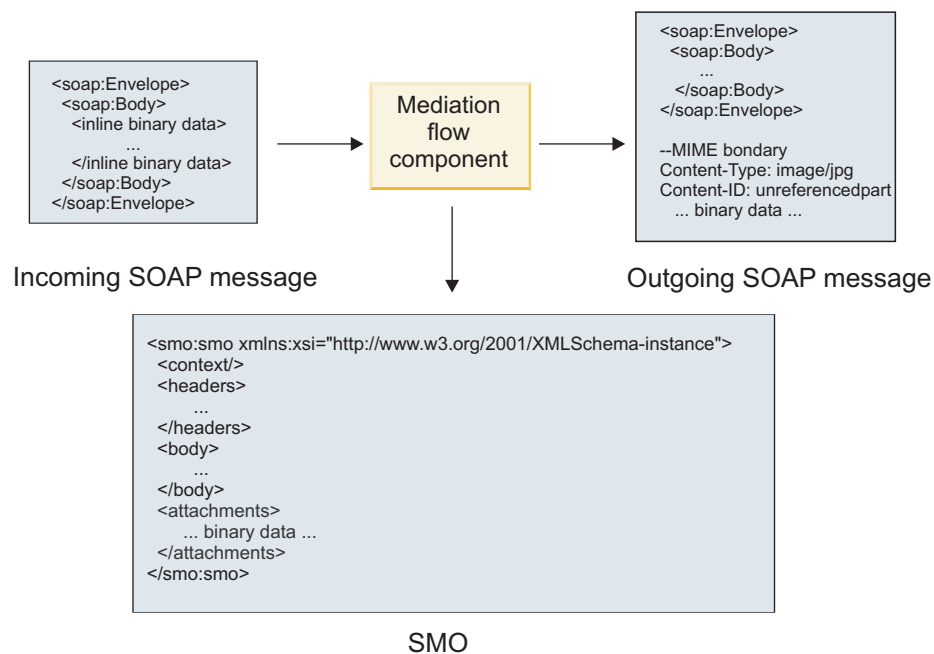 <soap:Envelope>
<soap:Body>
<inline binary data>
...
</inline binary data>
</soap:Body>
</soap:Envelope>
Incoming SOAP message
Mediation
flow
component
<soap:Envelope>
<soap:Body>
...
</soap:Body>
</soap:Envelope>
--MIME bondary
Content-Type: image/jpg
Content-ID: unreferencedpart
... binary data ...
Outgoing SOAP message
<smo:smo xmlns:xsi="http://www.w3.org/2001/XMLSchema-instance">
<context/>
<headers>
...
</headers>
<body>
...
</body>
<attachments>
... binary data ...
</attachments>
</smo:smo>
SMO